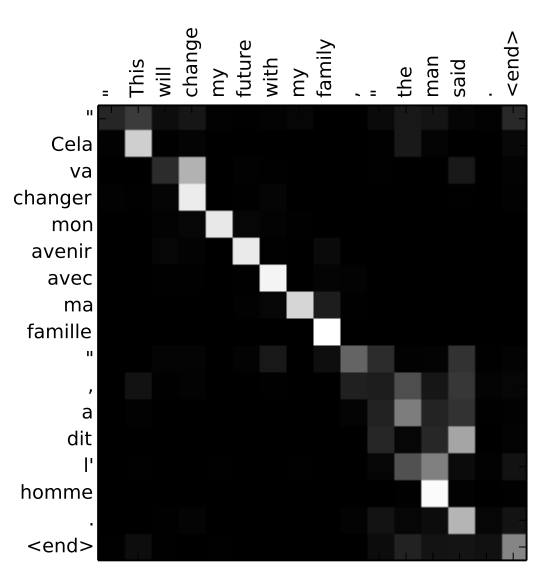 " This will change my future with my family , " the man said . <end>
"
Cela
va
changer
mon
avenir
avec
ma
famille
"
,
a
dit
l'
homme
.
<end>